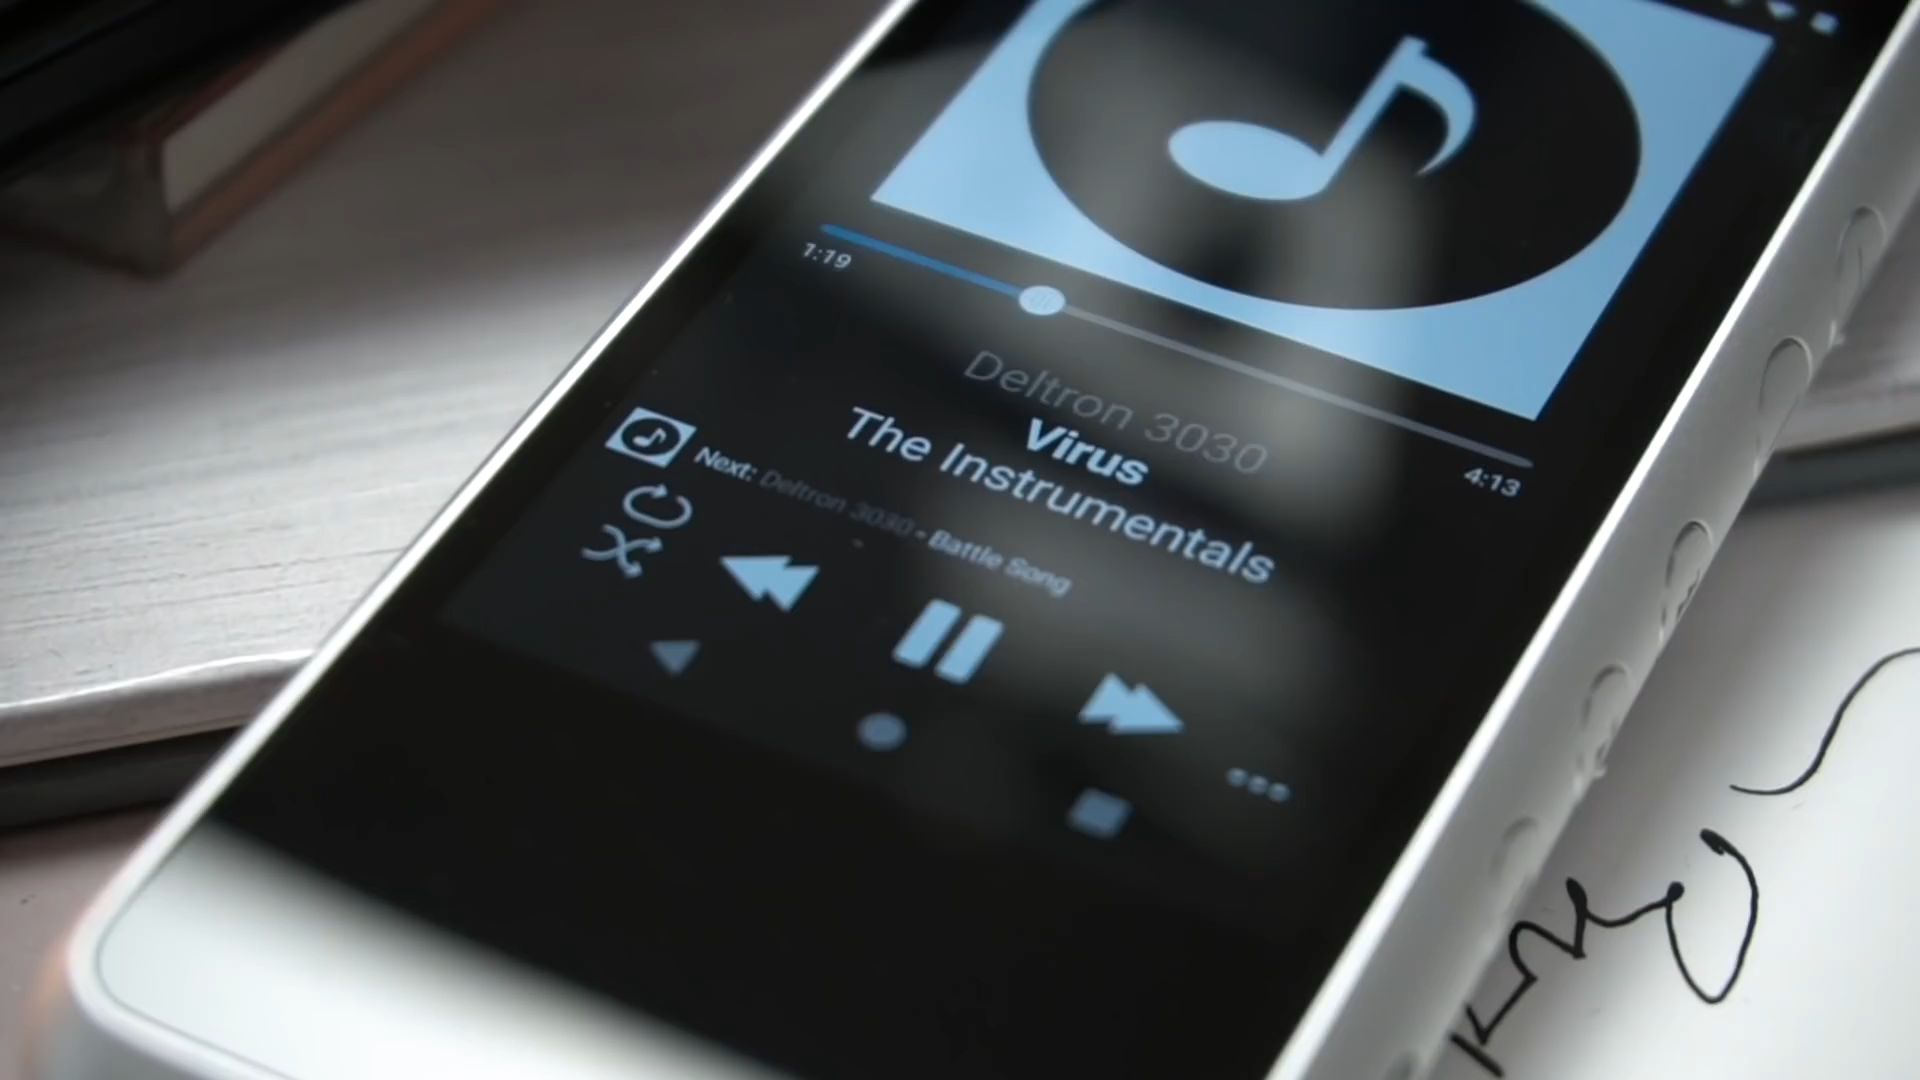 1:19
4:13
Deltron 3030
Virus
The Instrumentals
Next: Deltron 3030 - Battle Song